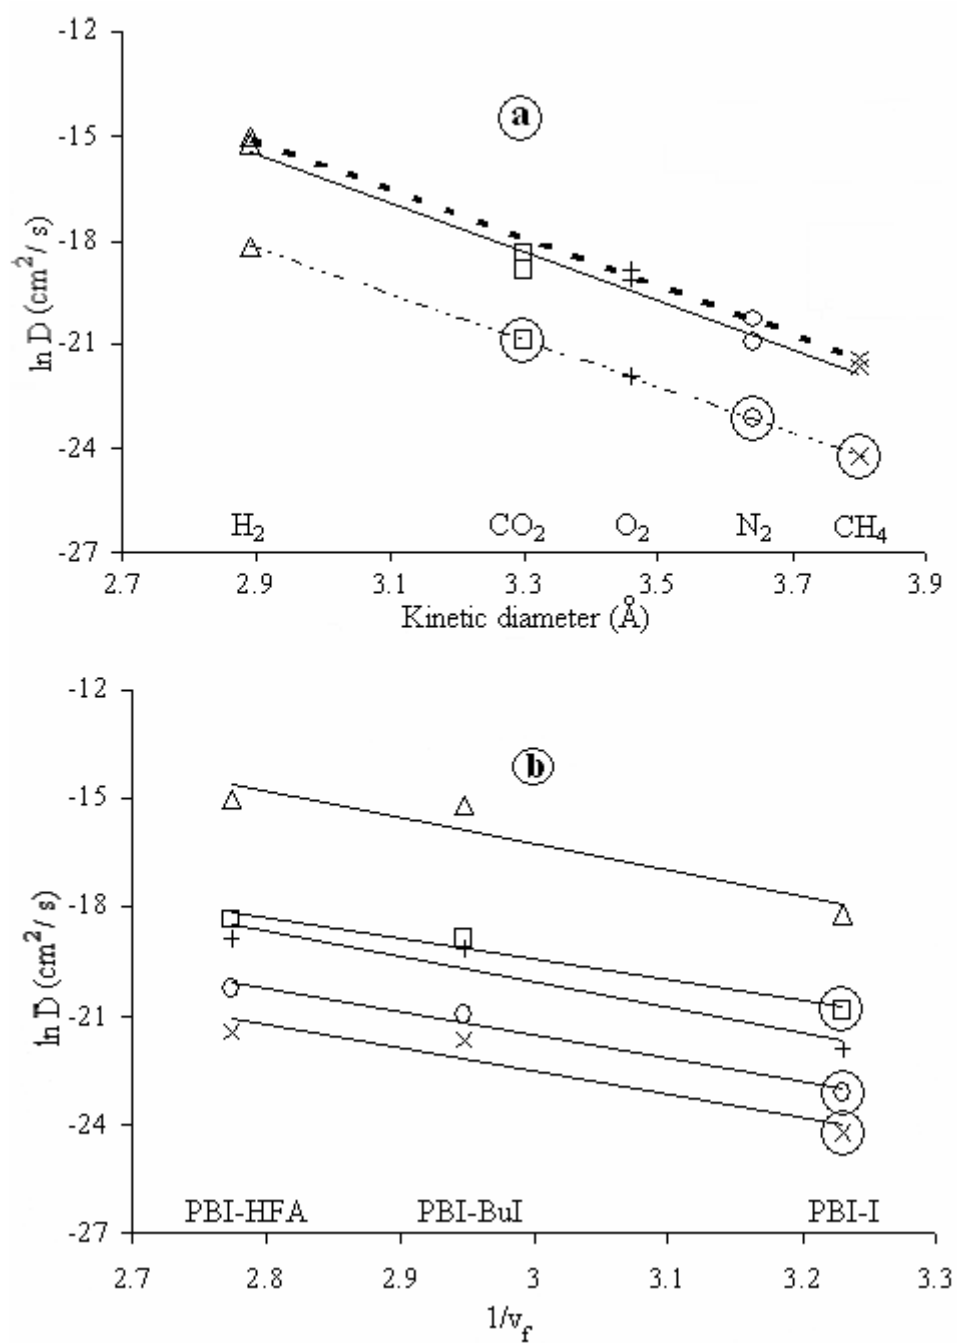 -12
a
-15
-18
ln D (cm²/s)
-21
-24
H₂ CO₂ O₂ N₂ CH₄
-27
2.7 2.9 3.1 3.3 3.5 3.7 3.9
Kinetic diameter (Å)
-12
b
-15
-18
ln D (cm²/s)
-21
-24
PBI-HFA PBI-BuI PBI-I
-27
2.7 2.8 2.9 3 3.1 3.2 3.3
1/v_f